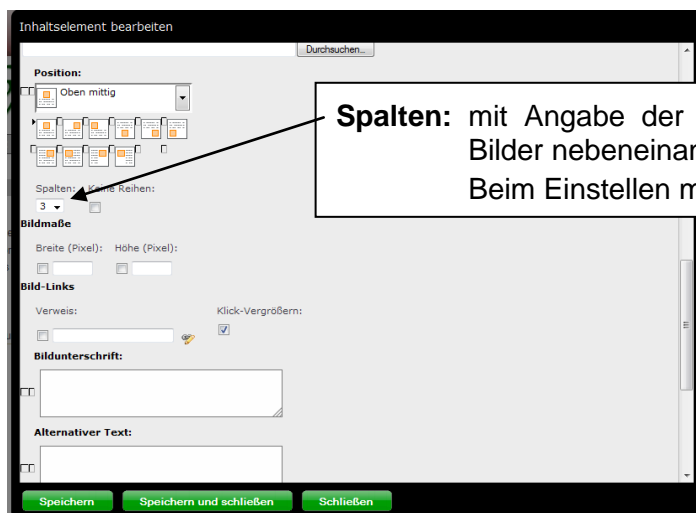 Inhaltselement bearbeiten
Durchsuchen...
Position:
Oben mittig
Spalten: mit Angabe der
Bilder nebeneinan
Beim Einstellen m
Spalten: Keine Reihen:
3
Bildmaße
Breite (Pixel): Höhe (Pixel):
Bild-Links
Verweis: Klick-Vergrößern:
Bildunterschrift:
Alternativer Text:
Speichern Speichern und schließen Schließen